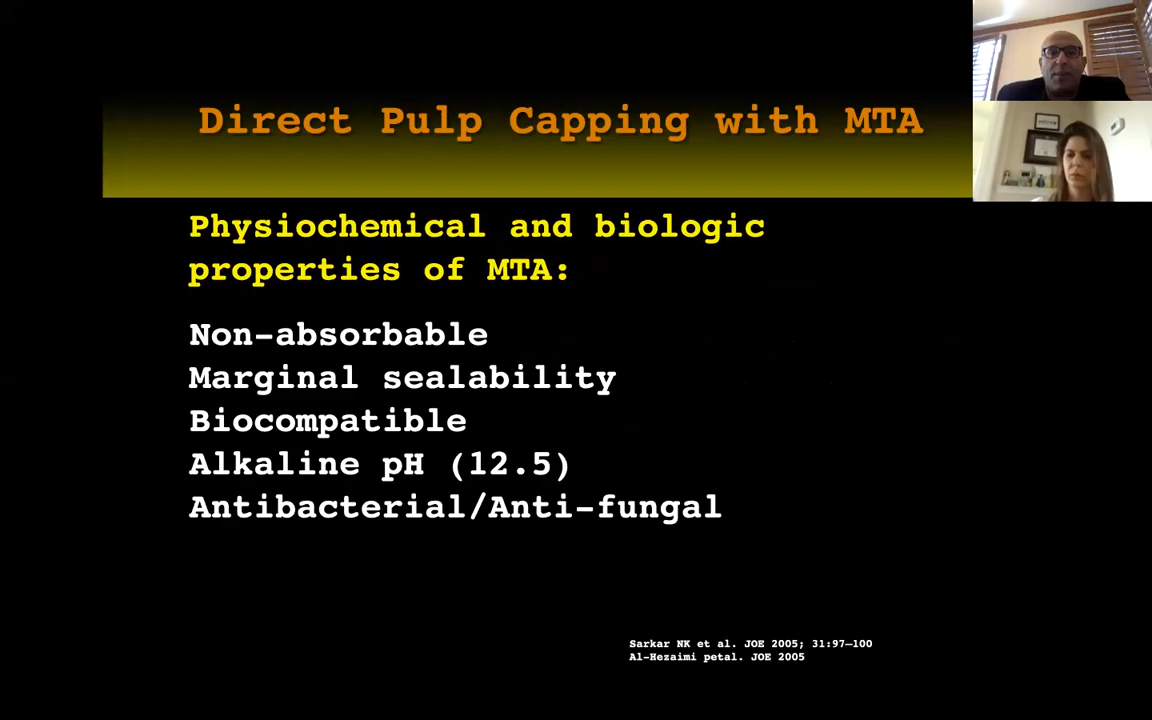 Direct Pulp Capping with MTA
Physiochemical and biologic
properties of MTA:
Non-absorbable
Marginal sealability
Biocompatible
Alkaline pH (12.5)
Antibacterial/Anti-fungal
Sarkar NK et al. JOE 2005; 31:97–100
Al-Hezaimi petal. JOE 2005